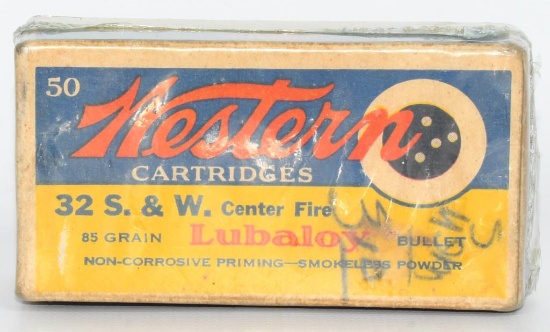 50
Western
CARTRIDGES
32 S. & W. Center Fire
85 GRAIN Lubaloy BULLET
NON-CORROSIVE PRIMING—SMOKELESS POWDER